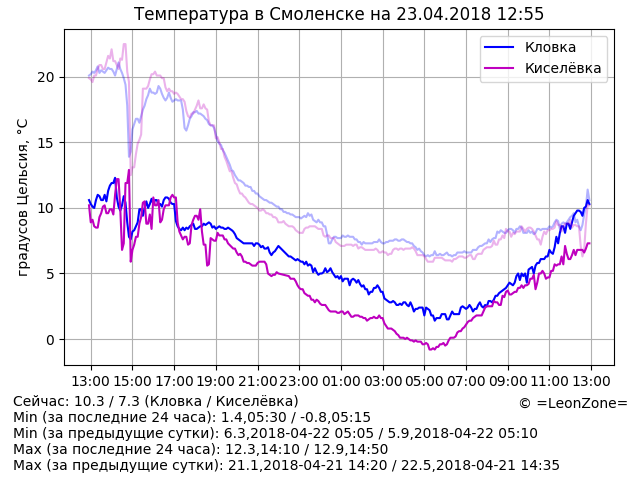 Температура в Смоленске на 23.04.2018 12:55
Кловка
Киселёвка
градусов Цельсия, °C
20
15
10
5
0
13:00 15:00 17:00 19:00 21:00 23:00 01:00 03:00 05:00 07:00 09:00 11:00 13:00
Сейчас: 10.3 / 7.3 (Кловка / Киселёвка)
© =LeonZone=
Min (за последние 24 часа): 1.4,05:30 / -0.8,05:15
Min (за предыдущие сутки): 6.3,2018-04-22 05:05 / 5.9,2018-04-22 05:10
Max (за последние 24 часа): 12.3,14:10 / 12.9,14:50
Max (за предыдущие сутки): 21.1,2018-04-21 14:20 / 22.5,2018-04-21 14:35